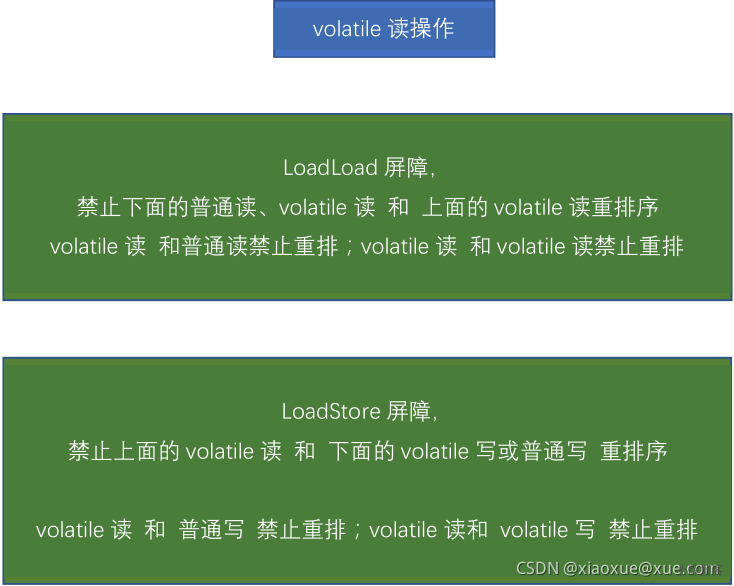 volatile 读操作
LoadLoad 屏障,
禁止下面的普通读、volatile 读 和 上面的 volatile 读重排序
volatile 读 和普通读禁止重排；volatile 读 和 volatile 读禁止重排
LoadStore 屏障,
禁止上面的 volatile 读 和 下面的 volatile 写或普通写 重排序
volatile 读 和 普通写 禁止重排；volatile 读和 volatile 写 禁止重排
CSDN @xiaoxue@xue.com